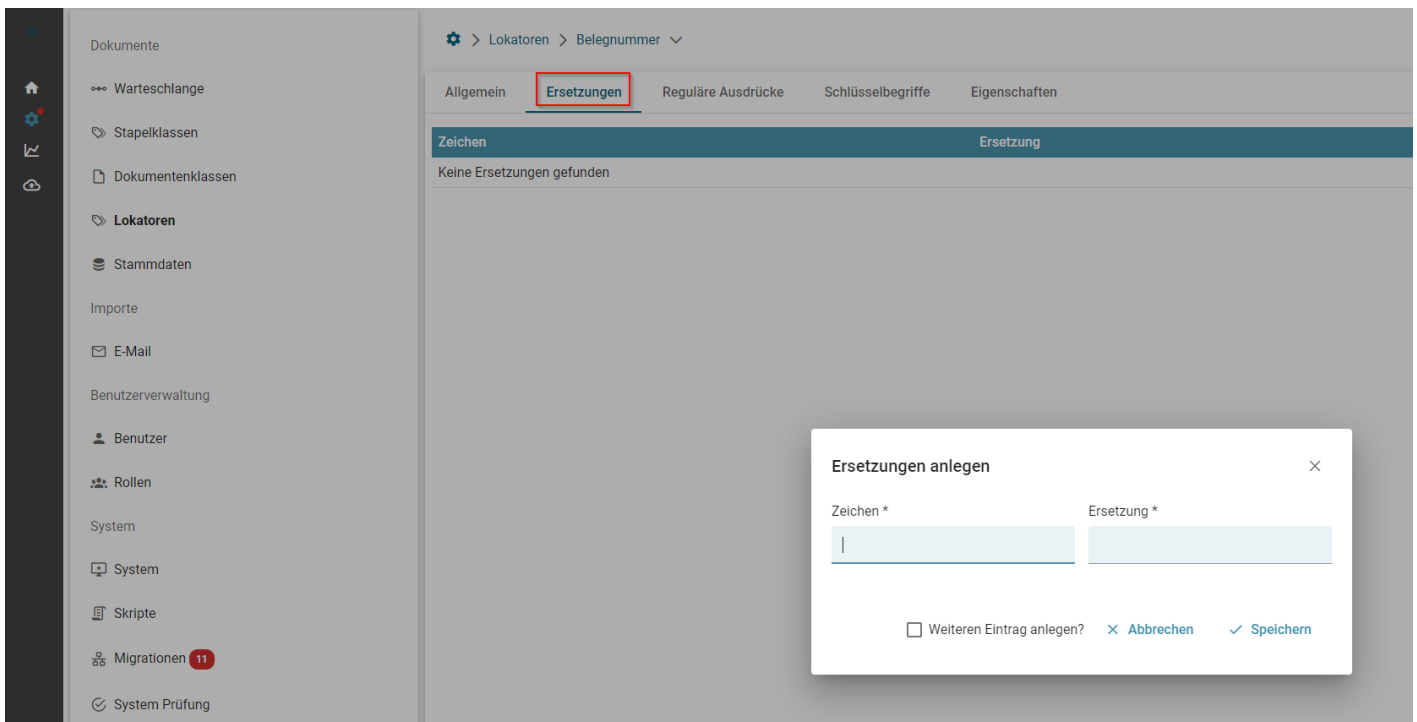 Dokumente
Warteschlange
Stapelklassen
Dokumentenklassen
Lokatoren
Stammdaten
Importe
E-Mail
Benutzerverwaltung
Benutzer
Rollen
System
System
Skripte
Migrationen 11
System Prüfung
Lokatoren > Belegnummer
Allgemein Ersetzungen Reguläre Ausdrücke Schlüsselbegriffe Eigenschaften
Zeichen Ersetzung
Keine Ersetzungen gefunden
Ersetzungen anlegen
Zeichen * Ersetzung *
Weiteren Eintrag anlegen? Abbrechen Speichern